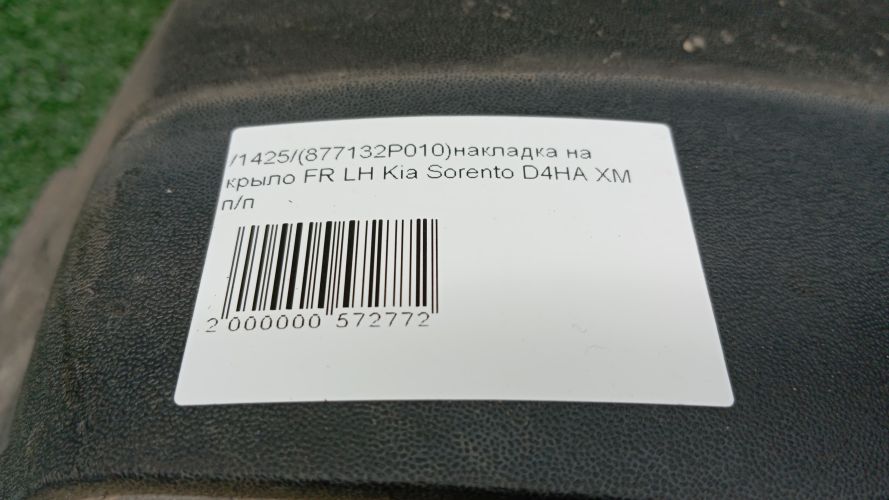 /1425/(877132P010)накладка на
крыло FR LH Kia Sorento D4HA XM
п/п
2 000000 572772